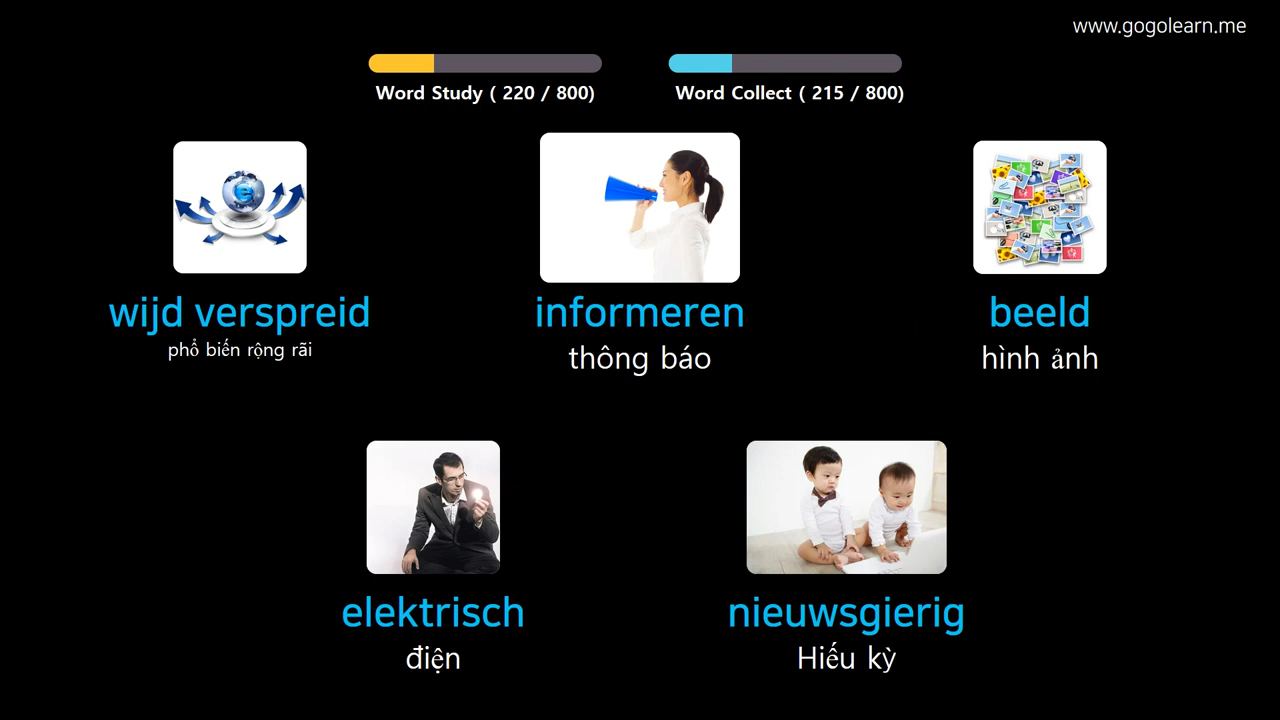 www.gogolearn.me
Word Study ( 220 / 800)
Word Collect ( 215 / 800)
wijd verspreid
phổ biến rộng rãi
informeren
thông báo
beeld
hình ảnh
elektrisch
điện
nieuwsgierig
Hiếu kỳ